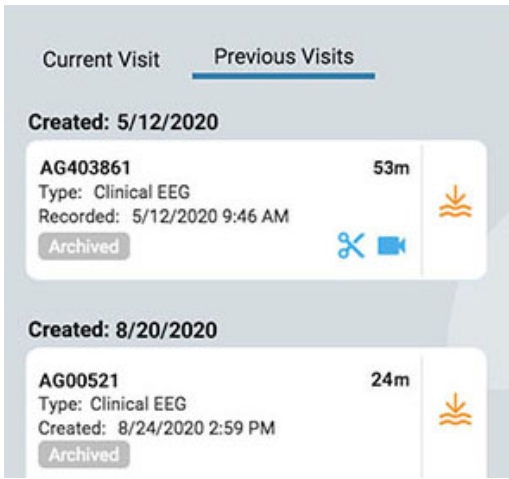 Current Visit Previous Visits
Created: 5/12/2020
AG403861 53m
Type: Clinical EEG
Recorded: 5/12/2020 9:46 AM
Archived
Created: 8/20/2020
AG00521 24m
Type: Clinical EEG
Created: 8/24/2020 2:59 PM
Archived